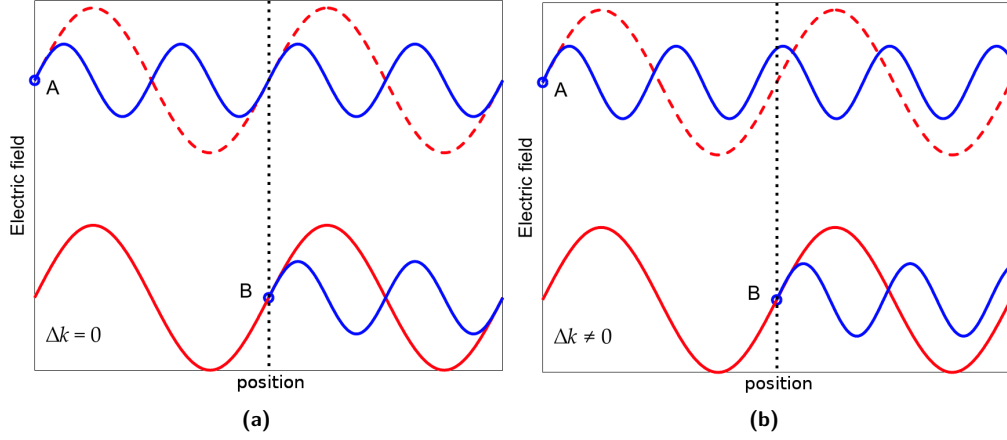 A
Electric field
B
Δk = 0
position
(a)
A
Electric field
B
Δk ≠ 0
position
(b)